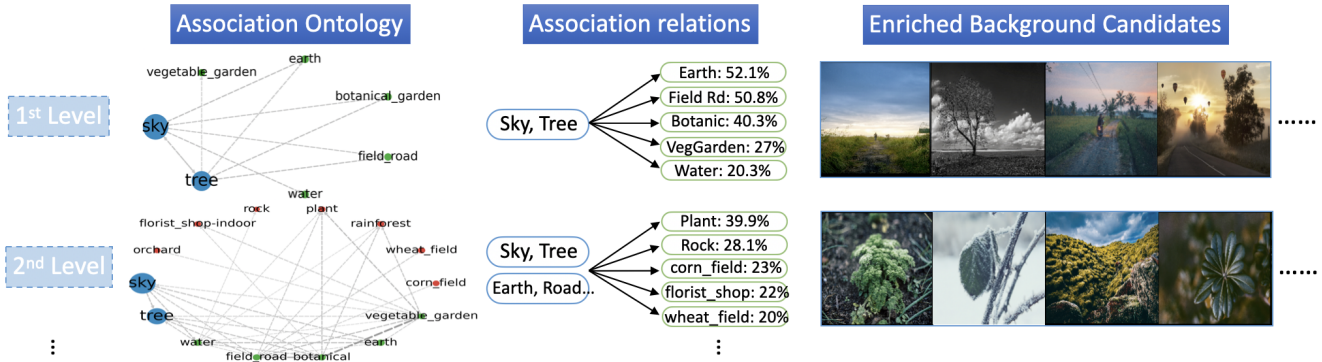 Association Ontology
Association relations
Enriched Background Candidates
1st Level
earth
vegetable_garden
botanical_garden
sky
field_road
tree
water
Sky, Tree
Earth: 52.1%
Field Rd: 50.8%
Botanic: 40.3%
VegGarden: 27%
Water: 20.3%
......
2nd Level
rock
plant
florist_shop-indoor
rainforest
orchard
wheat_field
sky
corn_field
tree
vegetable_garden
water
earth
field_road
botanical
Sky, Tree
Earth, Road...
Plant: 39.9%
Rock: 28.1%
corn_field: 23%
florist_shop: 22%
wheat_field: 20%
......